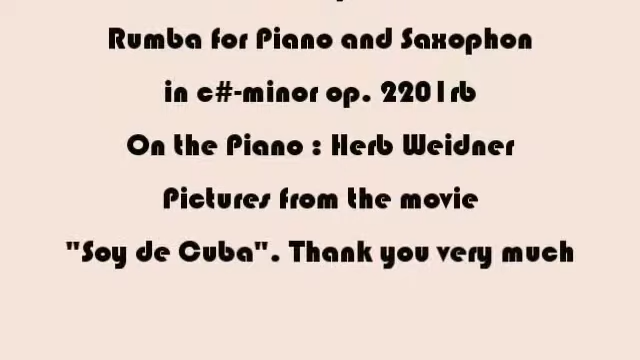 Rumba for Piano and Saxophon
in c#-minor op. 2201rb
On the Piano : Herb Weidner
Pictures from the movie
"Soy de Cuba". Thank you very much